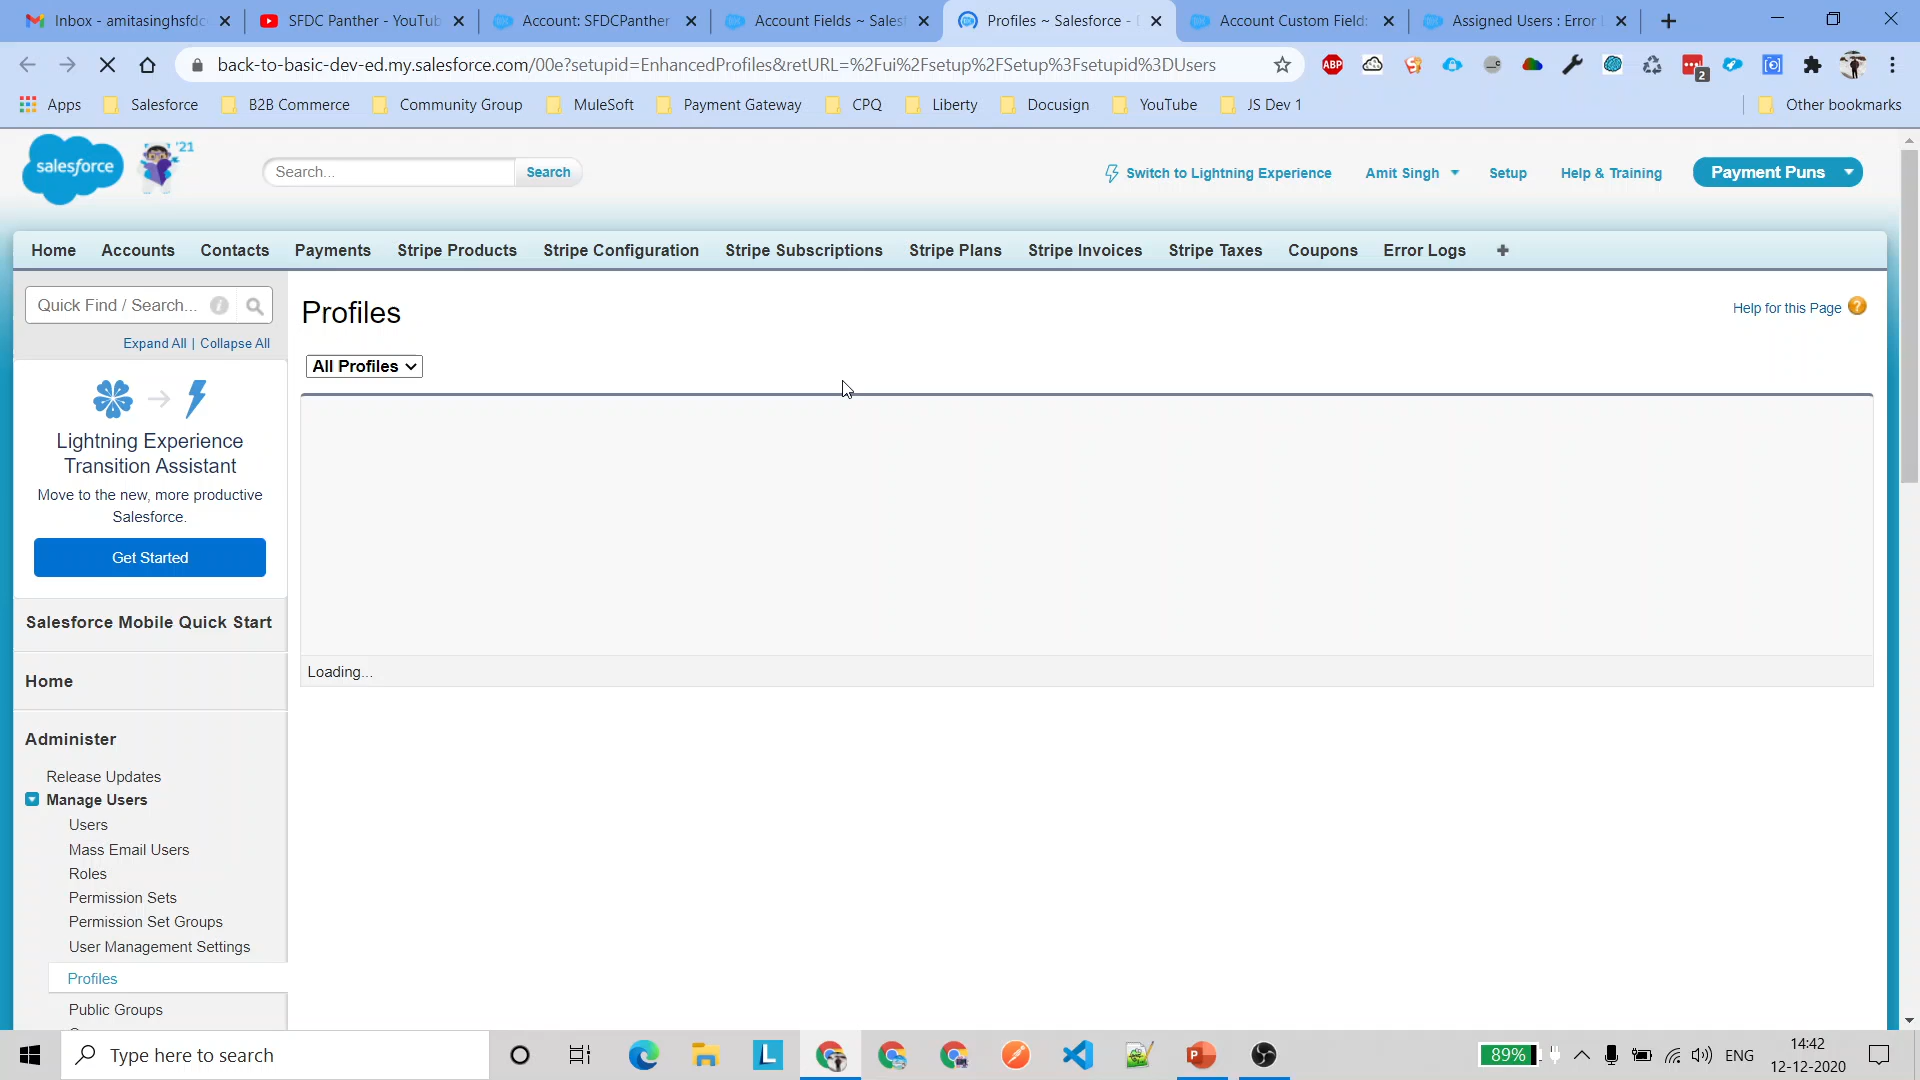 Inbox - amitasinghsfdc
SFDC Panther - YouTub
Account: SFDCPanther
Account Fields ~ Salest
Profiles ~ Salesforce -
Account Custom Field:
Assigned Users : Error
back-to-basic-dev-ed.my.salesforce.com/00e?setupid=EnhancedProfiles&retURL=%2Fui%2Fsetup%2FSetup%3Fsetupid%3DUsers
ABP
2
Apps
Salesforce
B2B Commerce
Community Group
MuleSoft
Payment Gateway
CPQ
Liberty
Docusign
YouTube
JS Dev 1
Other bookmarks
salesforce
'21
Search...
Search
Switch to Lightning Experience
Amit Singh
Setup
Help & Training
Payment Puns
Home
Accounts
Contacts
Payments
Stripe Products
Stripe Configuration
Stripe Subscriptions
Stripe Plans
Stripe Invoices
Stripe Taxes
Coupons
Error Logs
Quick Find / Search...
Expand All | Collapse All
Lightning Experience
Transition Assistant
Move to the new, more productive
Salesforce.
Get Started
Salesforce Mobile Quick Start
Home
Administer
Release Updates
Manage Users
Users
Mass Email Users
Roles
Permission Sets
Permission Set Groups
User Management Settings
Profiles
Public Groups
Profiles
Help for this Page
All Profiles
Loading...
Type here to search
89%
ENG
14:42
12-12-2020